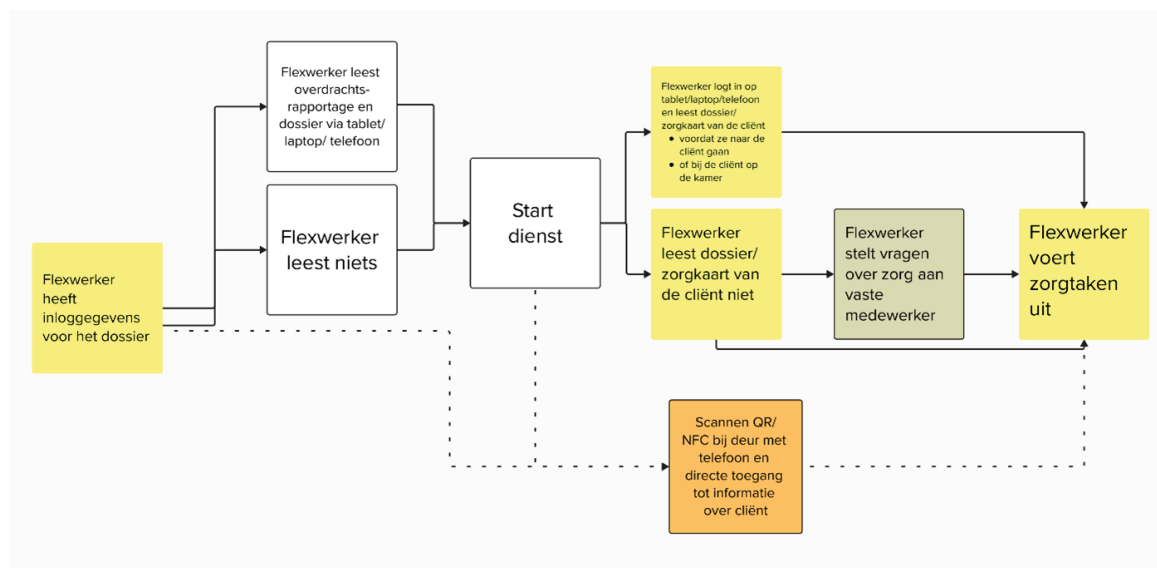 Flexwerker leest
overdrachts-
rapportage en
dossier via tablet/
laptop/ telefoon
Flexwerker
leest niets
Flexwerker
heeft
inloggegevens
voor het dossier
Start
dienst
Flexwerker logt in op
tablet/laptop/telefoon
en leest dossier/
zorgkaart van de cliënt
• voordat ze naar de
cliënt gaan
• of bij de cliënt op
de kamer
Flexwerker
leest dossier/
zorgkaart van
de cliënt niet
Flexwerker
stelt vragen
over zorg aan
vaste
medewerker
Flexwerker
voert
zorgtaken
uit
Scannen QR/
NFC bij deur met
telefoon en
directe toegang
tot informatie
over cliënt